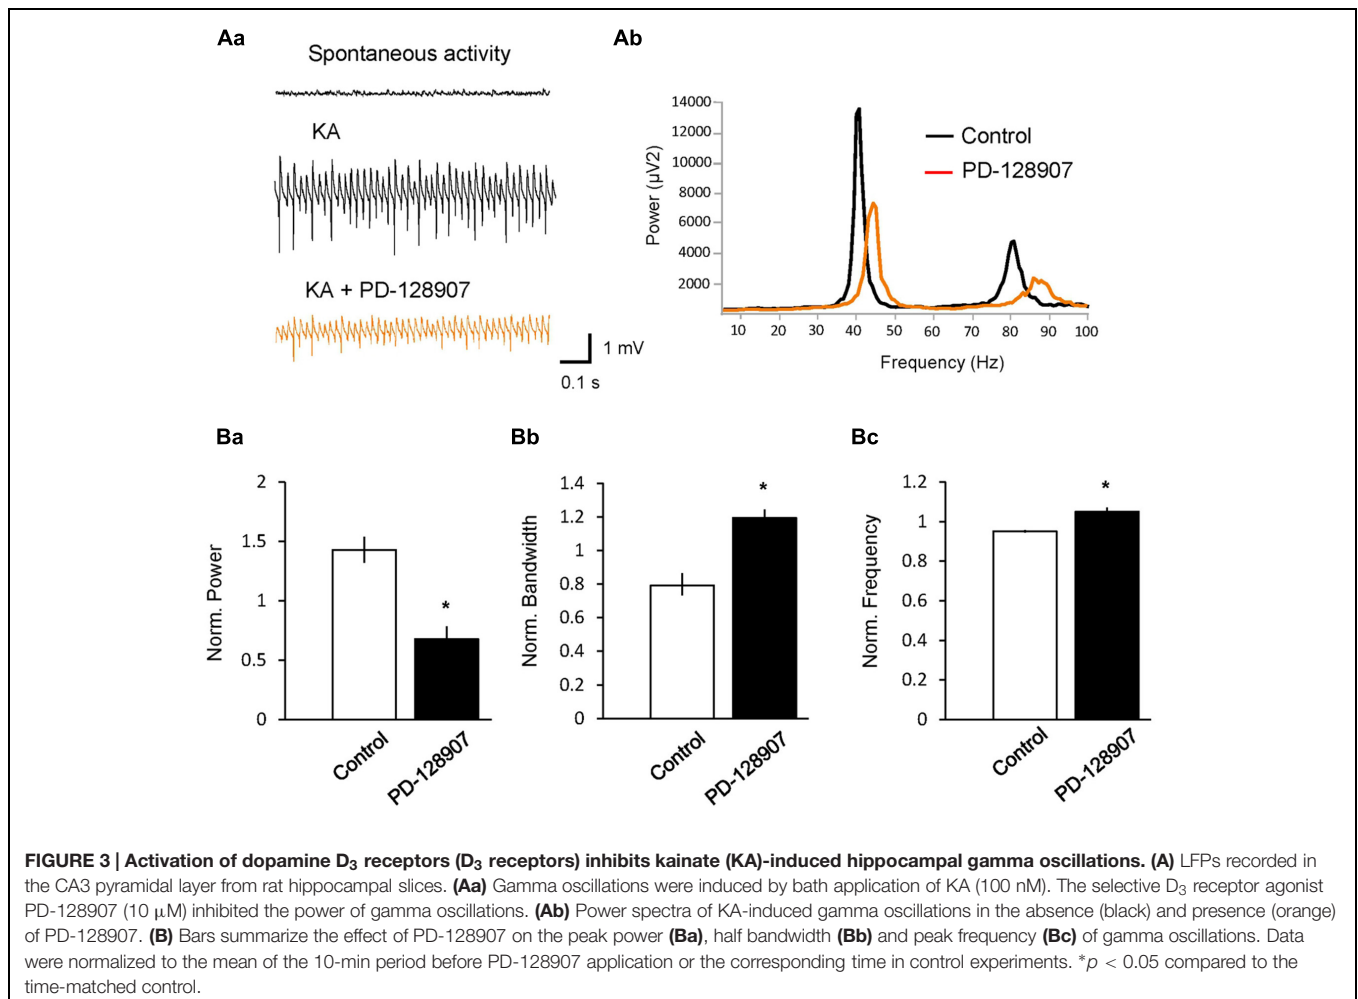 Aa
Spontaneous activity
KA
KA + PD-128907
1 mV
0.1 s
Ab
14000
12000
10000
8000
6000
4000
2000
Power (µV2)
Control
PD-128907
10 20 30 40 50 60 70 80 90 100
Frequency (Hz)
Ba
2
1.5
1
0.5
0
Norm. Power
Control
PD-128907
Bb
1.4
1.2
1
0.8
0.6
0.4
0.2
0
Norm. Bandwidth
*
*
Control
PD-128907
Bc
1.2
1
0.8
0.6
0.4
0.2
0
Norm. Frequency
*
Control
PD-128907
FIGURE 3 | Activation of dopamine D₃ receptors (D₃ receptors) inhibits kainate (KA)-induced hippocampal gamma oscillations. (A) LFPs recorded in
the CA3 pyramidal layer from rat hippocampal slices. (Aa) Gamma oscillations were induced by bath application of KA (100 nM). The selective D₃ receptor agonist
PD-128907 (10 µM) inhibited the power of gamma oscillations. (Ab) Power spectra of KA-induced gamma oscillations in the absence (black) and presence (orange)
of PD-128907. (B) Bars summarize the effect of PD-128907 on the peak power (Ba), half bandwidth (Bb) and peak frequency (Bc) of gamma oscillations. Data
were normalized to the mean of the 10-min period before PD-128907 application or the corresponding time in control experiments. *p < 0.05 compared to the
time-matched control.